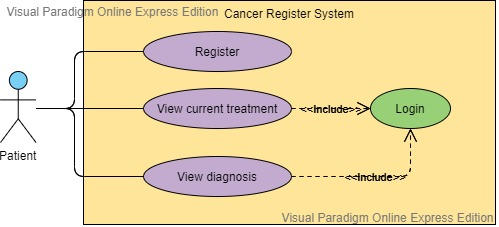 Visual Paradigm Online Express Edition
Cancer Register System
Register
View current treatment
<<Include>>
Login
Patient
View diagnosis
<<Include>>
Visual Paradigm Online Express Edition